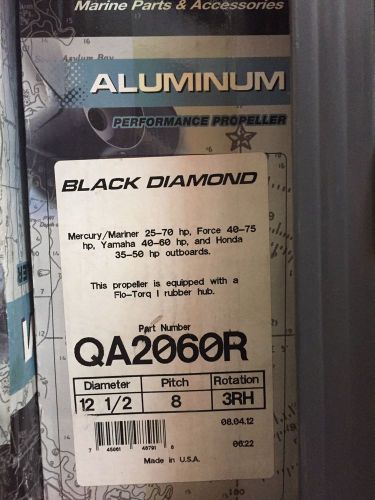 Marine Parts & Accessories
Asylum Bay
ALUMINUM
PERFORMANCE PROPELLER
BLACK DIAMOND
Mercury/Mariner 25-70 hp, Force 40-75
hp, Yamaha 40-60 hp, and Honda
35-50 hp outboards.
This propeller is equipped with a
Flo-Torq I rubber hub.
Part Number
QA2060R
Diameter Pitch Rotation
12 1/2 8 3RH
08.04.12
06:22
Made in U.S.A.